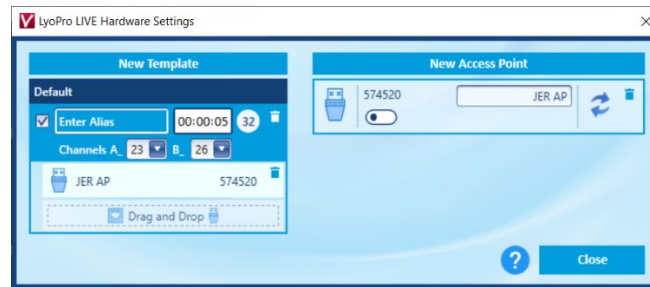 LyoPro LIVE Hardware Settings
New Template
Default
Enter Alias 00:00:05 32
Channels A_ 23 B_ 26
JER AP 574520
Drag and Drop
New Access Point
574520 JER AP
? Close